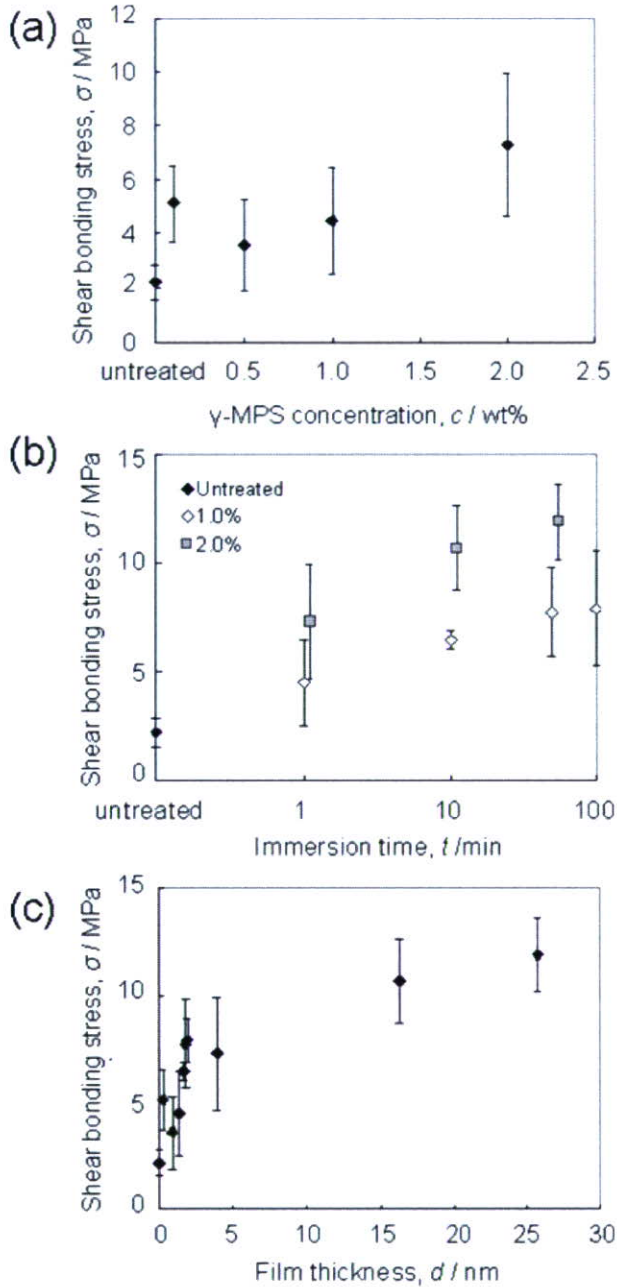 (a)
Shear bonding stress, σ / MPa
12
10
8
6
4
2
0
untreated 0.5 1.0 1.5 2.0 2.5
γ-MPS concentration, c / wt%
(b)
Shear bonding stress, σ / MPa
15
10
5
0
Untreated
1.0%
2.0%
untreated 1 10 100
Immersion time, t /min
(c)
Shear bonding stress, σ / MPa
15
10
5
0
0 5 10 15 20 25 30
Film thickness, d / nm